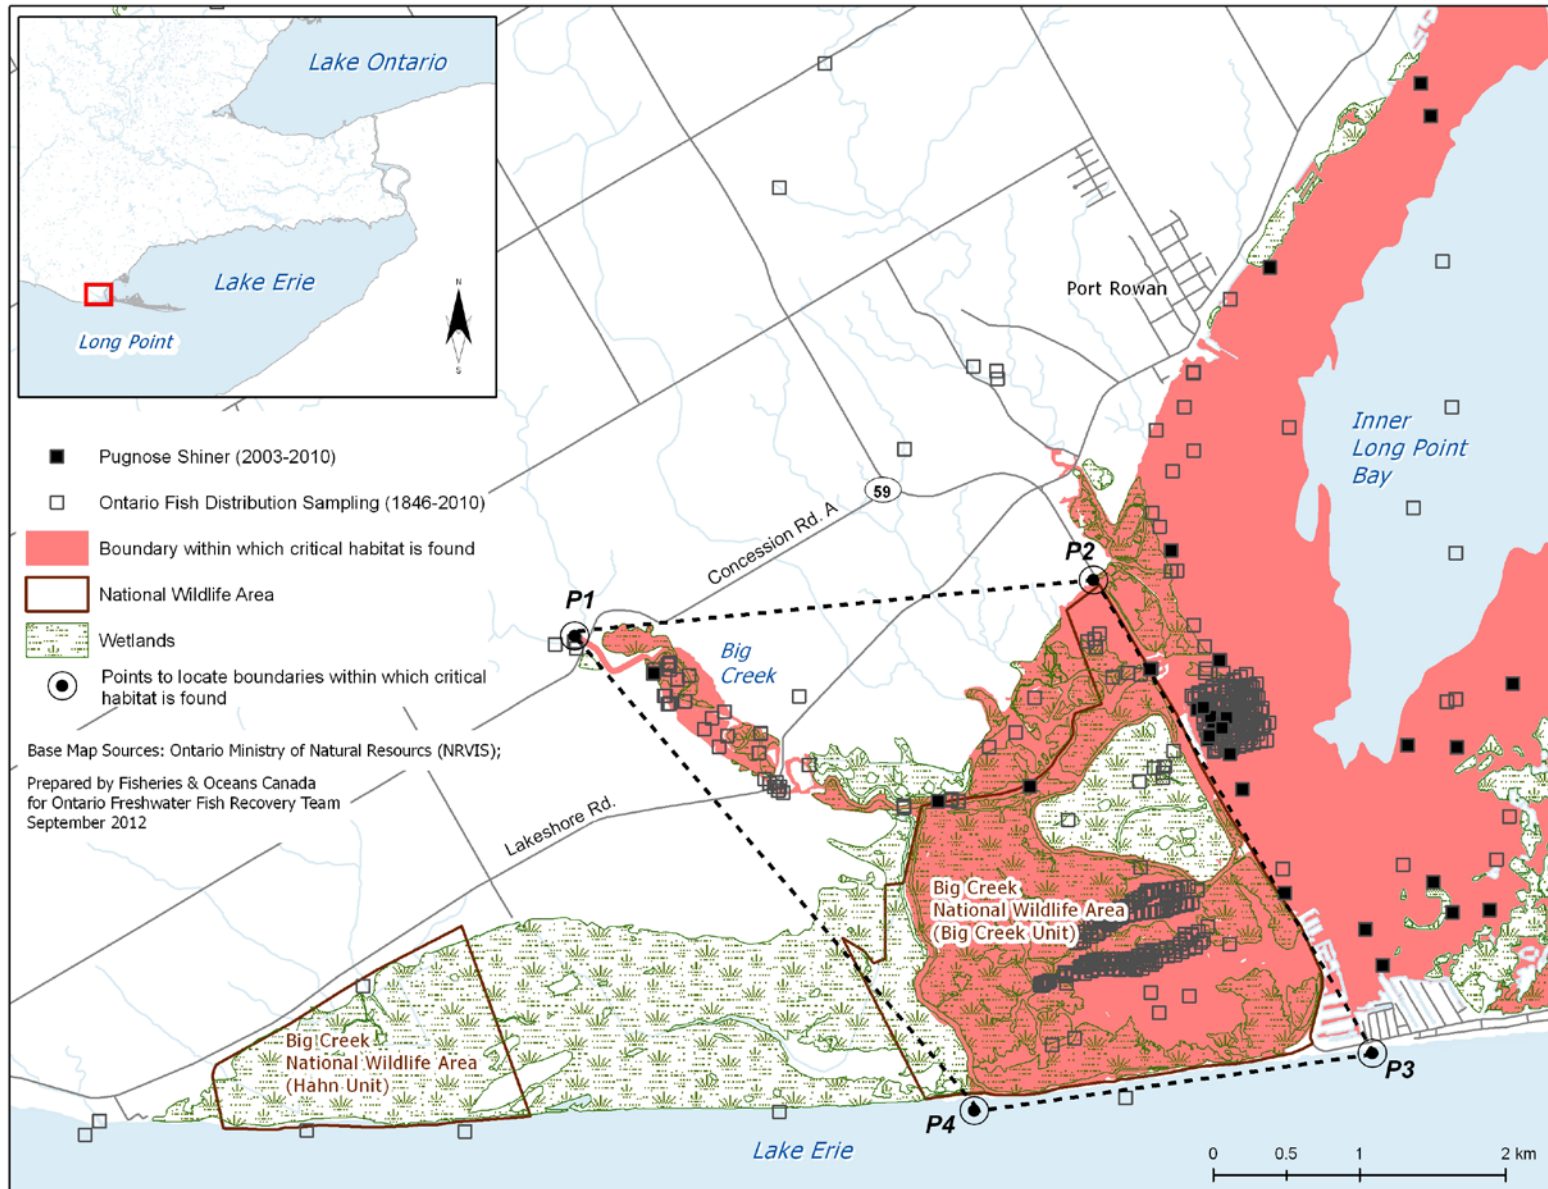 Lake Ontario
Lake Erie
Long Point
N
S
Pugnose Shiner (2003-2010)
Ontario Fish Distribution Sampling (1846-2010)
Boundary within which critical habitat is found
National Wildlife Area
Wetlands
Points to locate boundaries within which critical
habitat is found
Base Map Sources: Ontario Ministry of Natural Resourcs (NRVIS);
Prepared by Fisheries & Oceans Canada
for Ontario Freshwater Fish Recovery Team
September 2012
Port Rowan
Inner
Long Point
Bay
59
Concession Rd. A
P2
P1
Big
Creek
Lakeshore Rd.
Big Creek
National Wildlife Area
(Big Creek Unit)
Big Creek
National Wildlife Area
(Hahn Unit)
P3
P4
Lake Erie
0 0.5 1 2 km